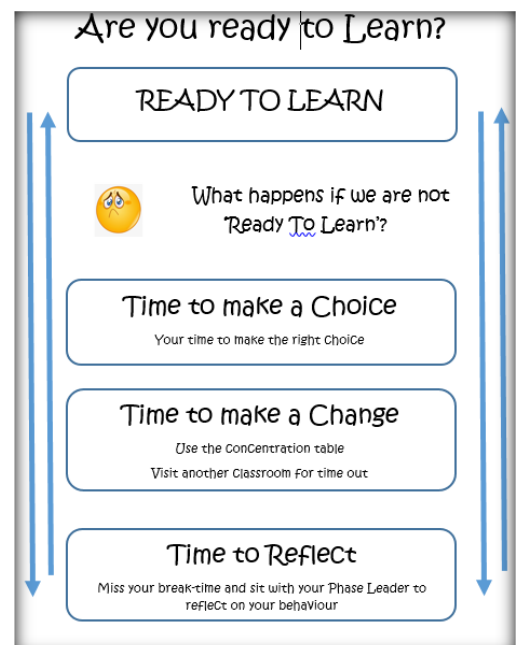 Are you ready to Learn?
READY TO LEARN
What happens if we are not
'Ready To Learn'?
Time to make a Choice
Your time to make the right choice
Time to make a Change
Use the concentration table
Visit another classroom for time out
Time to Reflect
Miss your break-time and sit with your Phase Leader to
reflect on your behaviour